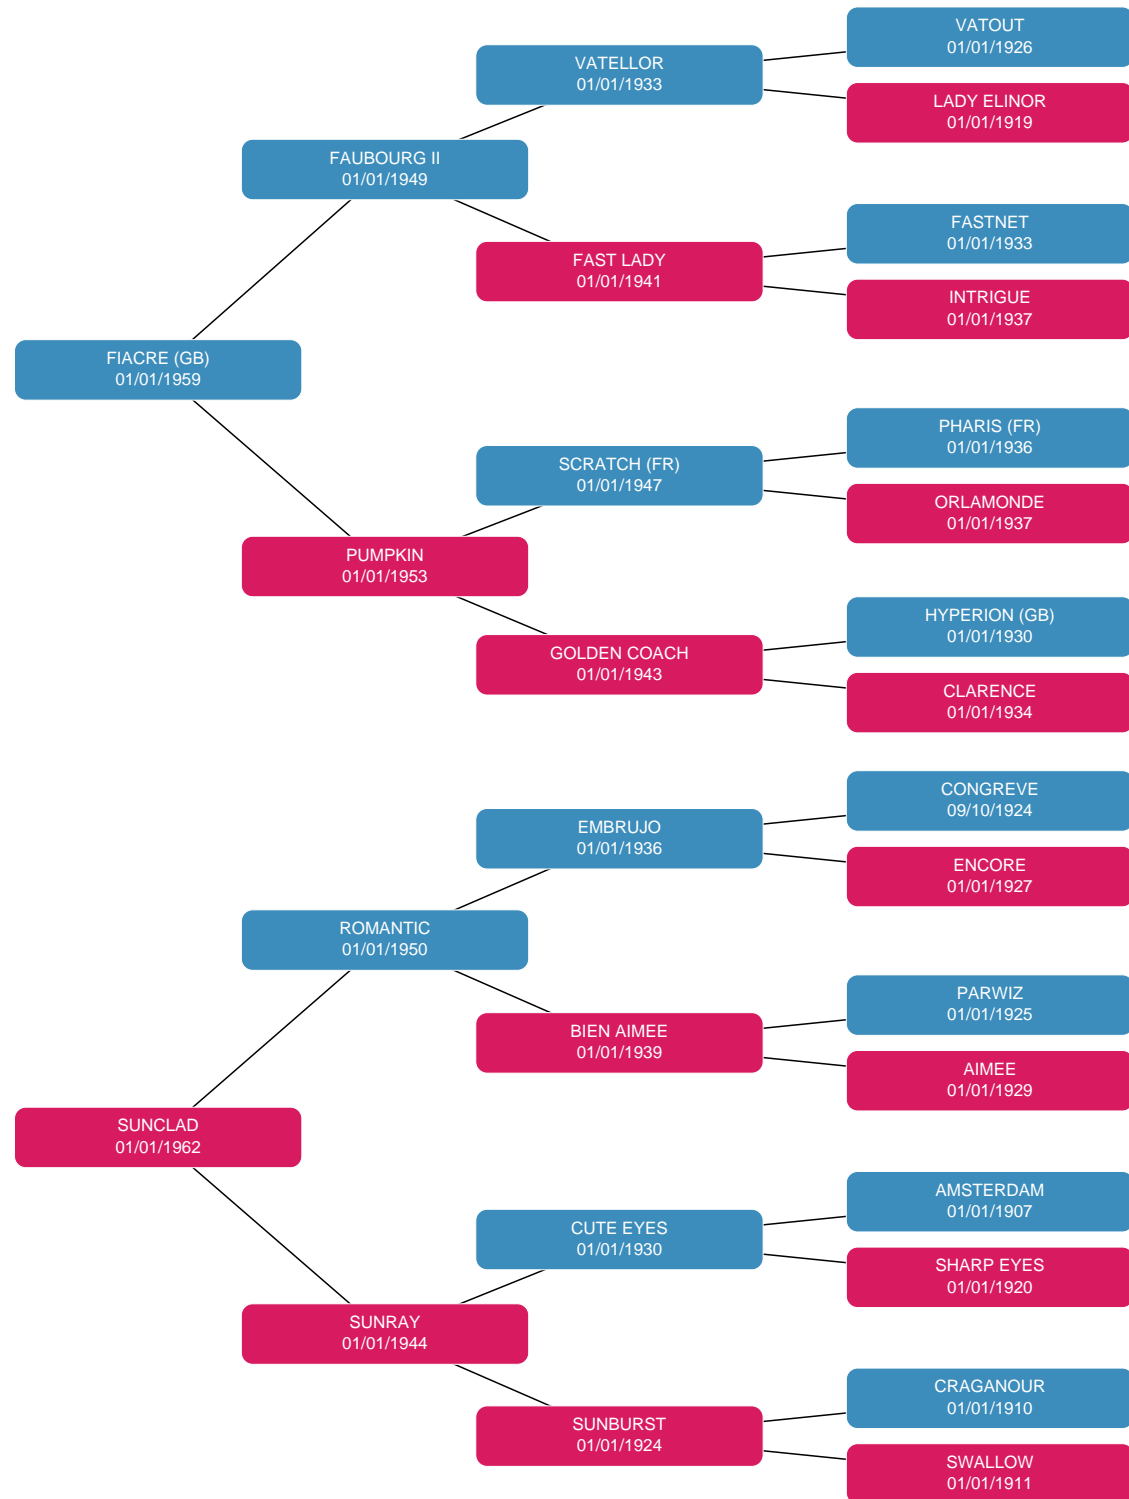 VATOUT
01/01/1926
VATELLOR
01/01/1933
LADY ELINOR
01/01/1919
FAUBOURG II
01/01/1949
FASTNET
01/01/1933
FAST LADY
01/01/1941
INTRIGUE
01/01/1937
FIACRE (GB)
01/01/1959
PHARIS (FR)
01/01/1936
SCRATCH (FR)
01/01/1947
ORLAMONDE
01/01/1937
PUMPKIN
01/01/1953
HYPERION (GB)
01/01/1930
GOLDEN COACH
01/01/1943
CLARENCE
01/01/1934
CONGREVE
09/10/1924
EMBRUJO
01/01/1936
ENCORE
01/01/1927
ROMANTIC
01/01/1950
PARWIZ
01/01/1925
BIEN AIMEE
01/01/1939
AIMEE
01/01/1929
SUNCLAD
01/01/1962
AMSTERDAM
01/01/1907
CUTE EYES
01/01/1930
SHARP EYES
01/01/1920
SUNRAY
01/01/1944
CRAGANOUR
01/01/1910
SUNBURST
01/01/1924
SWALLOW
01/01/1911